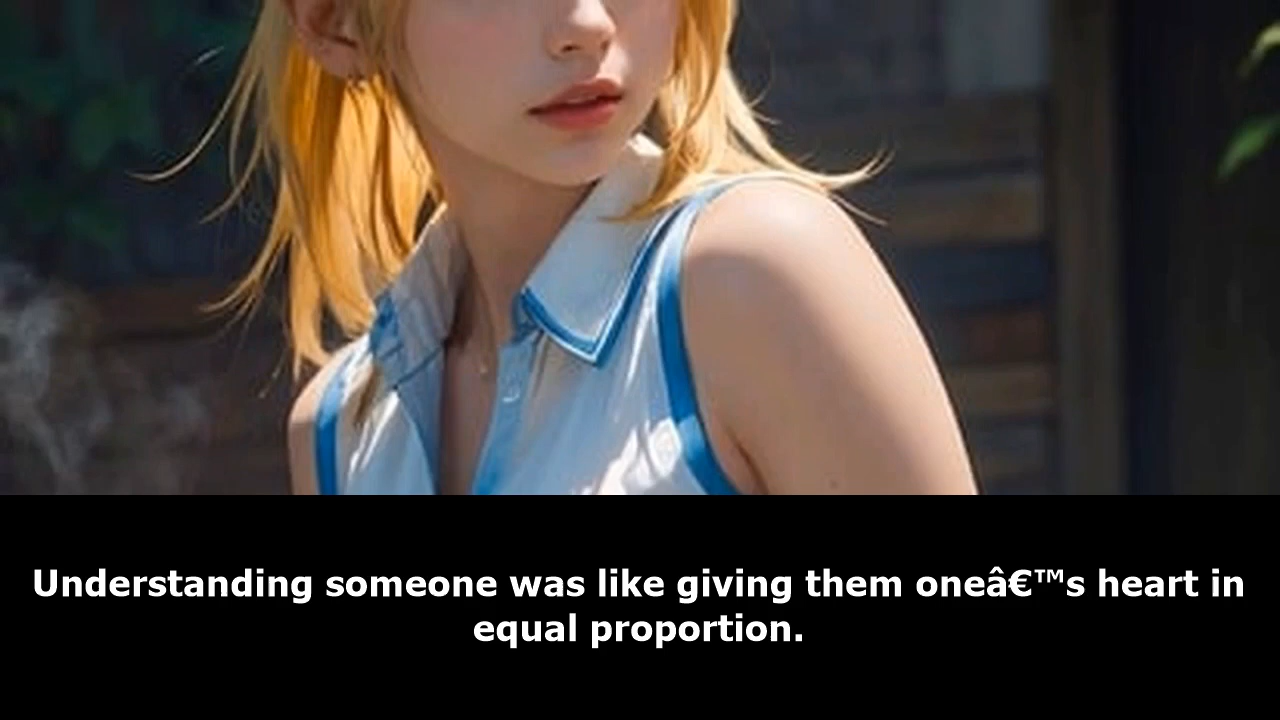 Understanding someone was like giving them oneâ€™s heart in
equal proportion.